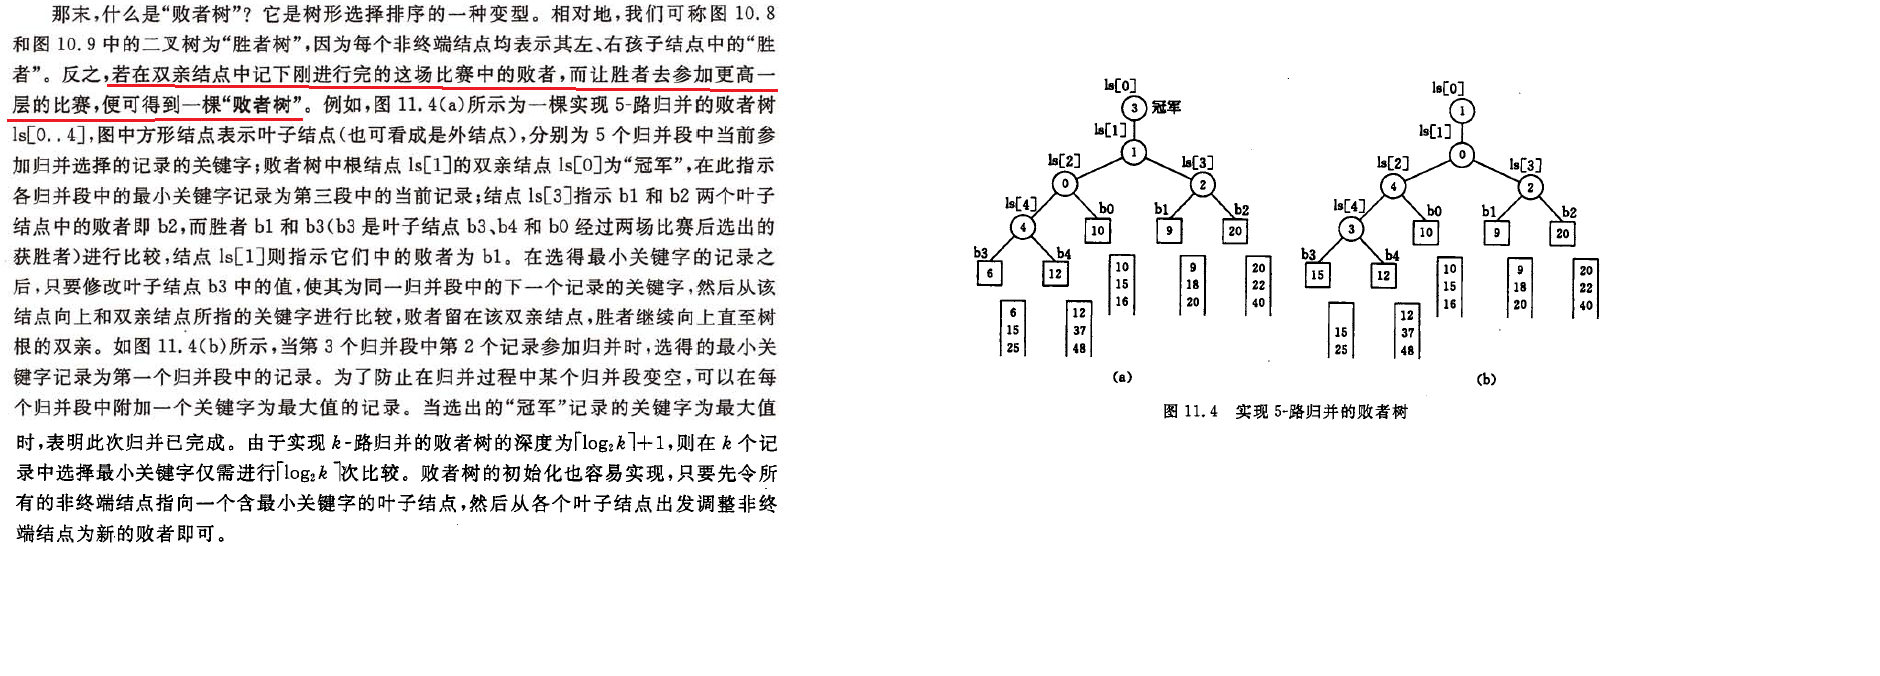 那末,什么是“败者树”?它是树形选择排序的一种变型。相对地,我们可称图 10.8
和图 10.9 中的二叉树为“胜者树”,因为每个非终端结点均表示其左、右孩子结点中的“胜
者”。反之,若在双亲结点中记下刚进行完的这场比赛中的败者,而让胜者去参加更高一
层的比赛,便可得到一棵“败者树”。例如,图 11.4(a)所示为一棵实现 5-路归并的败者树
ls[0..4],图中方形结点表示叶子结点(也可看成是外结点),分别为 5 个归并段中当前参
加归并选择的记录的关键字;败者树中根结点 ls[1]的双亲结点 ls[0]为“冠军”,在此指示
各归并段中的最小关键字记录为第三段中的当前记录;结点 ls[3]指示 b1 和 b2 两个叶子
结点中的败者即 b2,而胜者 b1 和 b3(b3 是叶子结点 b3、b4 和 b0 经过两场比赛后选出的
获胜者)进行比较,结点 ls[1]则指示它们中的败者为 b1。在选得最小关键字的记录之
后,只要修改叶子结点 b3 中的值,使其为同一归并段中的下一个记录的关键字,然后从该
结点向上和双亲结点所指的关键字进行比较,败者留在该双亲结点,胜者继续向上直至树
根的双亲。如图 11.4(b)所示,当第 3 个归并段中第 2 个记录参加归并时,选得的最小关
键字记录为第一个归并段中的记录。为了防止在归并过程中某个归并段变空,可以在每
个归并段中附加一个关键字为最大值的记录。当选出的“冠军”记录的关键字为最大值
时,表明此次归并已完成。由于实现 k-路归并的败者树的深度为⌈log₂k⌉+1,则在 k 个记
录中选择最小关键字仅需进行⌈log₂k⌉次比较。败者树的初始化也容易实现,只要先令所
有的非终端结点指向一个含最小关键字的叶子结点,然后从各个叶子结点出发调整非终
端结点为新的败者即可。
ls[0]
3 冠军
ls[1]
1
ls[2] ls[3]
0 2
ls[4] b0 b1 b2
4 10 9 20
b3 b4
6 12
10 9 20
15 18 22
16 20 40
6 12
15 37
25 48
(a)
ls[0]
1
ls[1]
0
ls[2] ls[3]
4 2
ls[4] b0 b1 b2
3 10 9 20
b3 b4
15 12
10 9 20
15 18 22
16 20 40
12
15 37
25 48
(b)
图 11.4 实现 5-路归并的败者树